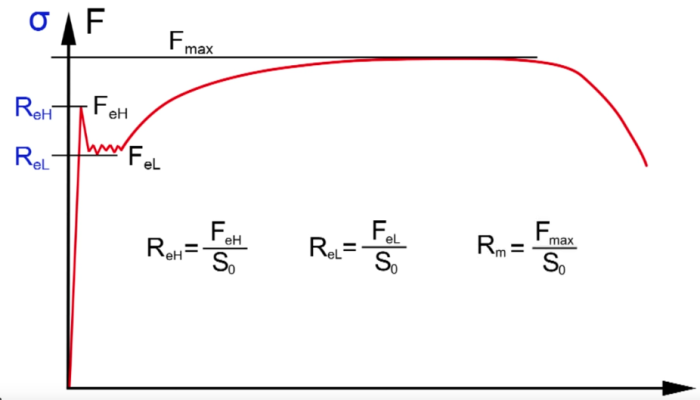 σ F
Fmax
ReH FeH
ReL FeL
ReH = FeH / S0
ReL = FeL / S0
Rm = Fmax / S0